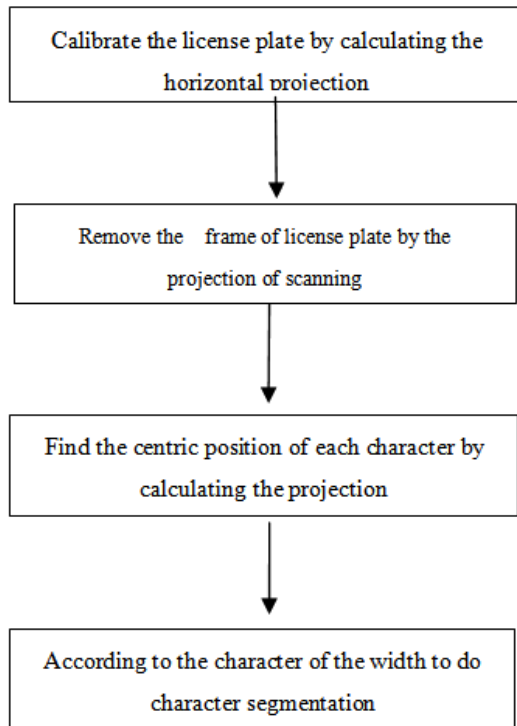 Calibrate the license plate by calculating the
horizontal projection
Remove the frame of license plate by the
projection of scanning
Find the centric position of each character by
calculating the projection
According to the character of the width to do
character segmentation